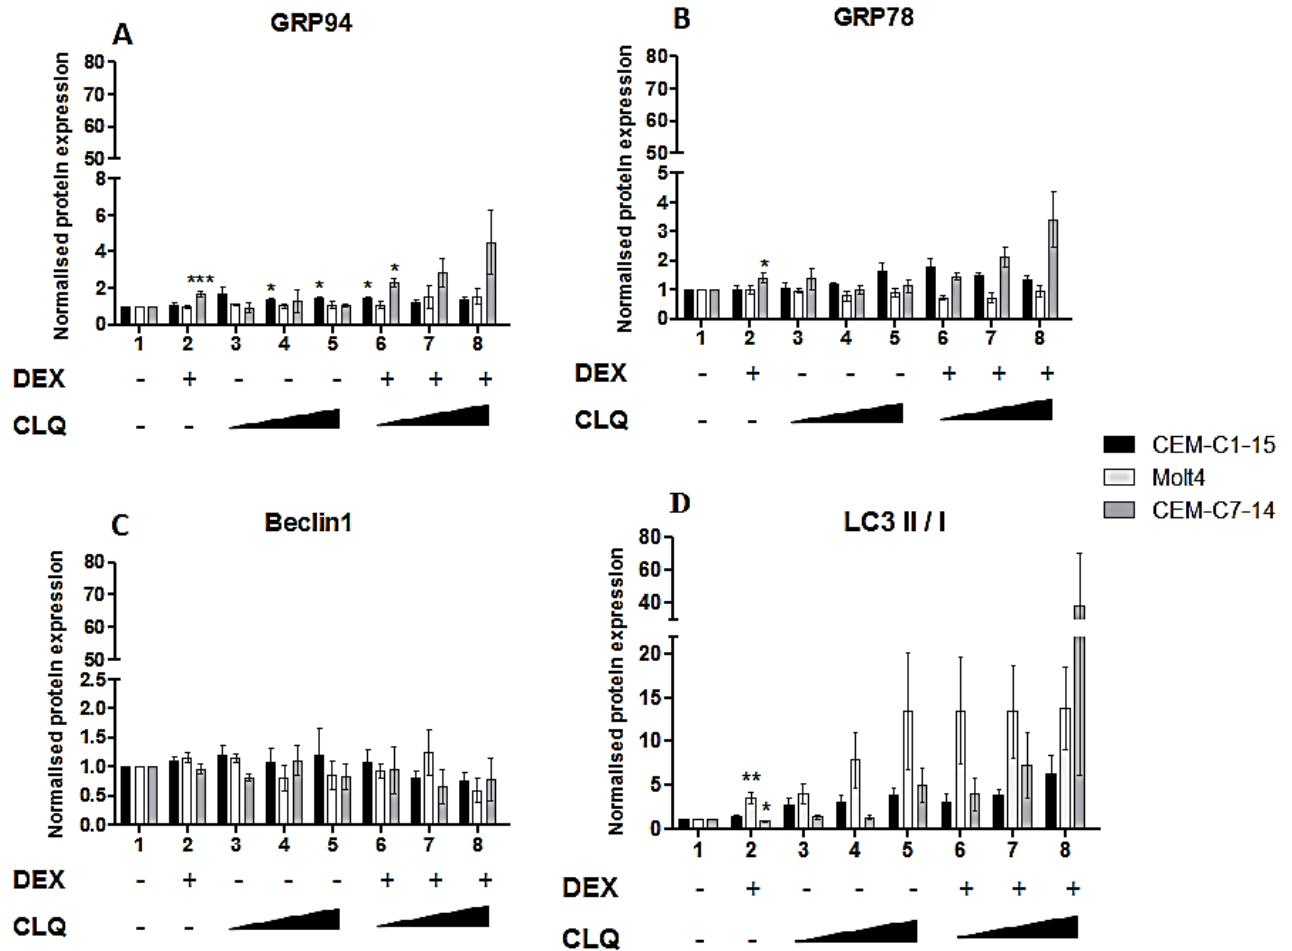 A
GRP94
Normalised protein expression
80
70
60
50
8
6
4
2
0
*** * * * *
1 2 3 4 5 6 7 8
DEX - + - - - + + +
CLQ - -
B
GRP78
Normalised protein expression
80
70
60
50
5
4
3
2
1
0
*
1 2 3 4 5 6 7 8
DEX - + - - - + + +
CLQ - -
CEM-C1-15
Molt4
CEM-C7-14
C
Beclin1
Normalised protein expression
80
70
60
50
2.5
2.0
1.5
1.0
0.5
0.0
1 2 3 4 5 6 7 8
DEX - + - - - + + +
CLQ - -
D
LC3 II / I
Normalised protein expression
80
60
40
20
15
10
5
0
** *
1 2 3 4 5 6 7 8
DEX - + - - - + + +
CLQ - -